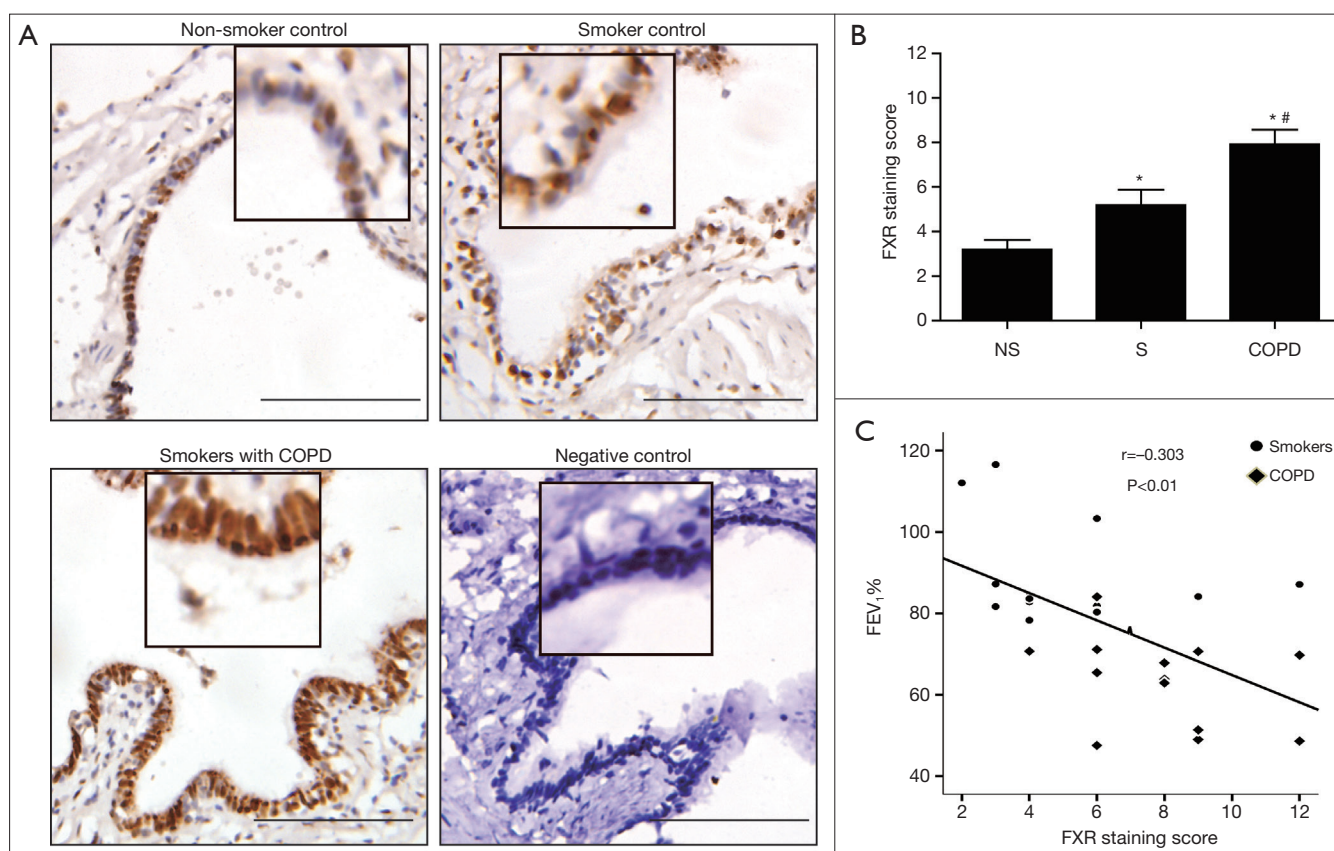 A
Non-smoker control
Smoker control
Smokers with COPD
Negative control
B
FXR staining score
12
10
8
6
4
2
0
* 
* #
NS
S
COPD
C
r=–0.303
P<0.01
Smokers
COPD
FEV₁%
120
100
80
60
40
2
4
6
8
10
12
FXR staining score